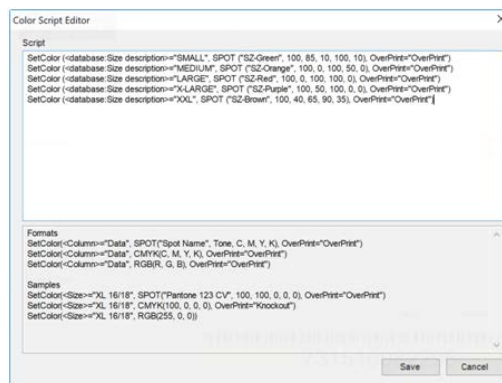 Color Script Editor
Script
SetColor (<database:Size description>="SMALL", SPOT ("SZ-Green", 100, 85, 10, 100, 10), OverPrint="OverPrint")
SetColor (<database:Size description>="MEDIUM", SPOT ("SZ-Orange", 100, 0, 100, 50, 0), OverPrint="OverPrint")
SetColor (<database:Size description>="LARGE", SPOT ("SZ-Red", 100, 0, 100, 100, 0), OverPrint="OverPrint")
SetColor (<database:Size description>="X-LARGE", SPOT ("SZ-Purple", 100, 50, 100, 0, 0), OverPrint="OverPrint")
SetColor (<database:Size description>="XXL", SPOT ("SZ-Brown", 100, 40, 65, 90, 35), OverPrint="OverPrint")
Formats
SetColor(<Column>="Data", SPOT("Spot Name", Tone, C, M, Y, K), OverPrint="OverPrint")
SetColor(<Column>="Data", CMYK(C, M, Y, K), OverPrint="OverPrint")
SetColor(<Column>="Data", RGB(R, G, B), OverPrint="OverPrint")
Samples
SetColor(<Size>="XL 16/18", SPOT("Pantone 123 CV", 100, 100, 0, 0, 0), OverPrint="OverPrint")
SetColor(<Size>="XL 16/18", CMYK(100, 0, 0, 0), OverPrint="Knockout")
SetColor(<Size>="XL 16/18", RGB(255, 0, 0))
Save Cancel